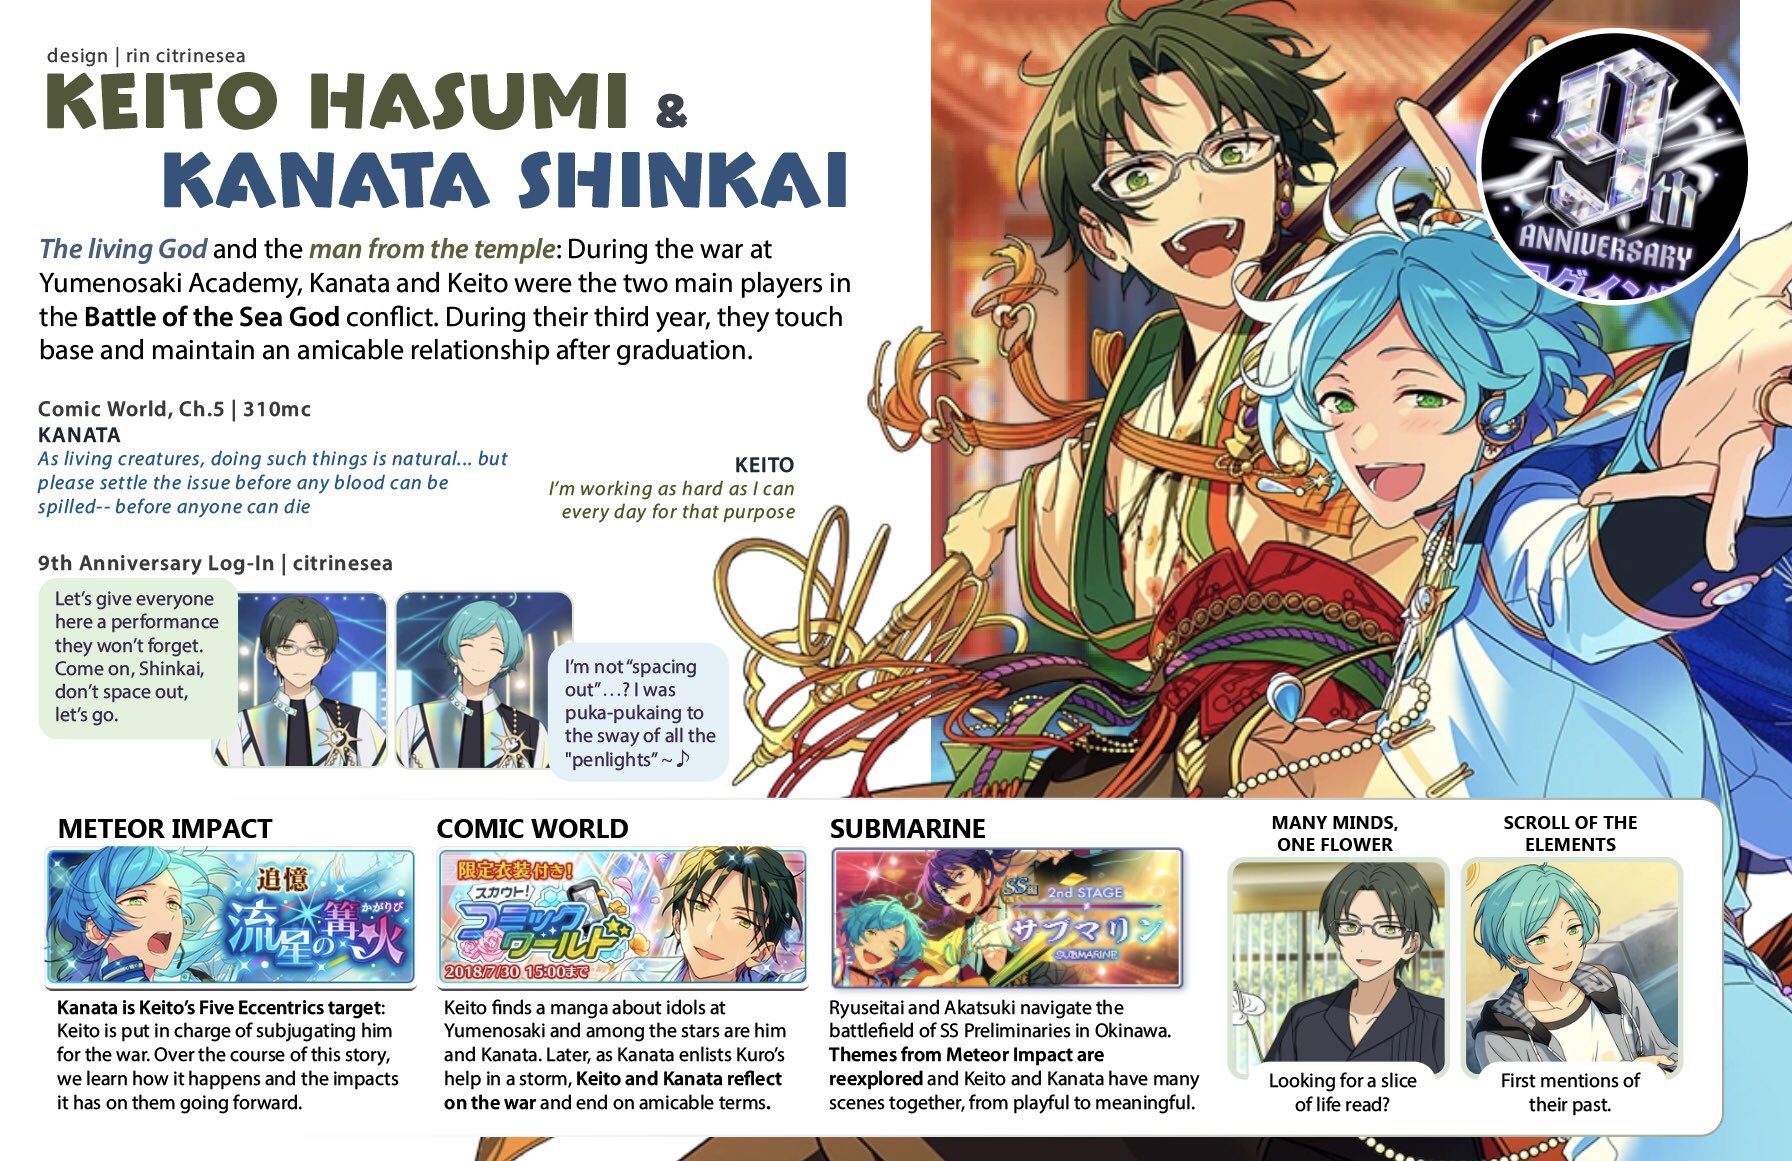 design | rin citrinesea
KEITO HASUMI &
KANATA SHINKAI
The living God and the man from the temple: During the war at
Yumenosaki Academy, Kanata and Keito were the two main players in
the Battle of the Sea God conflict. During their third year, they touch
base and maintain an amicable relationship after graduation.
9th
ANNIVERSARY
ログイン
Comic World, Ch.5 | 310mc
KANATA
As living creatures, doing such things is natural... but
please settle the issue before any blood can be
spilled-- before anyone can die
KEITO
I'm working as hard as I can
every day for that purpose
9th Anniversary Log-In | citrinesea
Let's give everyone
here a performance
they won't forget.
Come on, Shinkai,
don't space out,
let's go.
I'm not “spacing
out”…? I was
puka-pukaing to
the sway of all the
"penlights” ~ ♪
METEOR IMPACT
追憶
流星の篝火
かがりび
Kanata is Keito's Five Eccentrics target:
Keito is put in charge of subjugating him
for the war. Over the course of this story,
we learn how it happens and the impacts
it has on them going forward.
COMIC WORLD
限定衣装付き!
スカウト!
コミック
ワールド
2018/7/30 15:00まで
Keito finds a manga about idols at
Yumenosaki and among the stars are him
and Kanata. Later, as Kanata enlists Kuro's
help in a storm, Keito and Kanata reflect
on the war and end on amicable terms.
SUBMARINE
SS編 2nd STAGE
サブマリン
SUBMARINE
Ryuseitai and Akatsuki navigate the
battlefield of SS Preliminaries in Okinawa.
Themes from Meteor Impact are
reexplored and Keito and Kanata have many
scenes together, from playful to meaningful.
MANY MINDS,
ONE FLOWER
Looking for a slice
of life read?
SCROLL OF THE
ELEMENTS
First mentions of
their past.